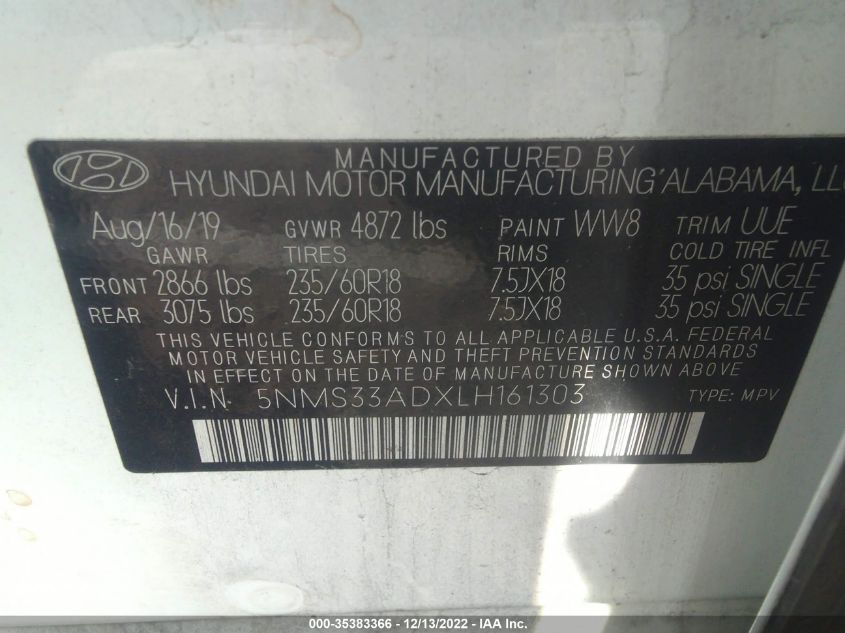 MANUFACTURED BY
HYUNDAI MOTOR MANUFACTURING ALABAMA, LLC
Aug/16/19 GVWR 4872 lbs PAINT WW8 TRIM UUE
GAWR TIRES RIMS COLD TIRE INFL
FRONT 2866 lbs 235/60R18 7.5JX18 35 psi SINGLE
REAR 3075 lbs 235/60R18 7.5JX18 35 psi SINGLE
THIS VEHICLE CONFORMS TO ALL APPLICABLE U.S.A. FEDERAL
MOTOR VEHICLE SAFETY AND THEFT PREVENTION STANDARDS
IN EFFECT ON THE DATE OF MANUFACTURE SHOWN ABOVE.
V.I.N: 5NMS33ADXLH161303 TYPE: MPV
000-35383366 - 12/13/2022 - IAA Inc.